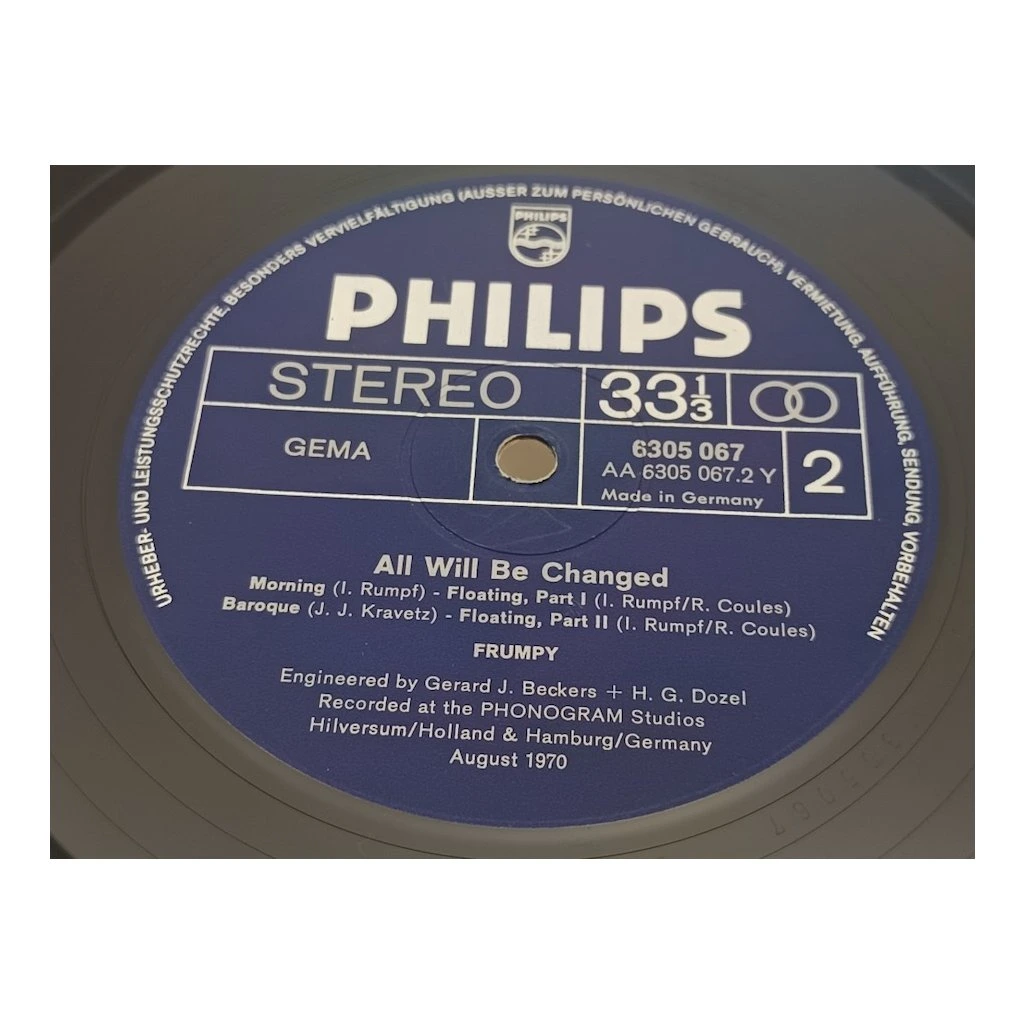 URHEBER- UND LEISTUNGSSCHUTZRECHTE, BESONDERS VERVIELFÄLTIGUNG (AUSSER ZUM PERSÖNLICHEN GEBRAUCH), VERMIETUNG, AUFFÜHRUNG, SENDUNG, VORBEHALTEN
PHILIPS
PHILIPS
STEREO 33 1/3
GEMA 6305 067 2
AA 6305 067.2 Y
Made in Germany
All Will Be Changed
Morning (I. Rumpf) - Floating, Part I (I. Rumpf/R. Coules)
Baroque (J. J. Kravetz) - Floating, Part II (I. Rumpf/R. Coules)
FRUMPY
Engineered by Gerard J. Beckers + H. G. Dozel
Recorded at the PHONOGRAM Studios
Hilversum/Holland & Hamburg/Germany
August 1970